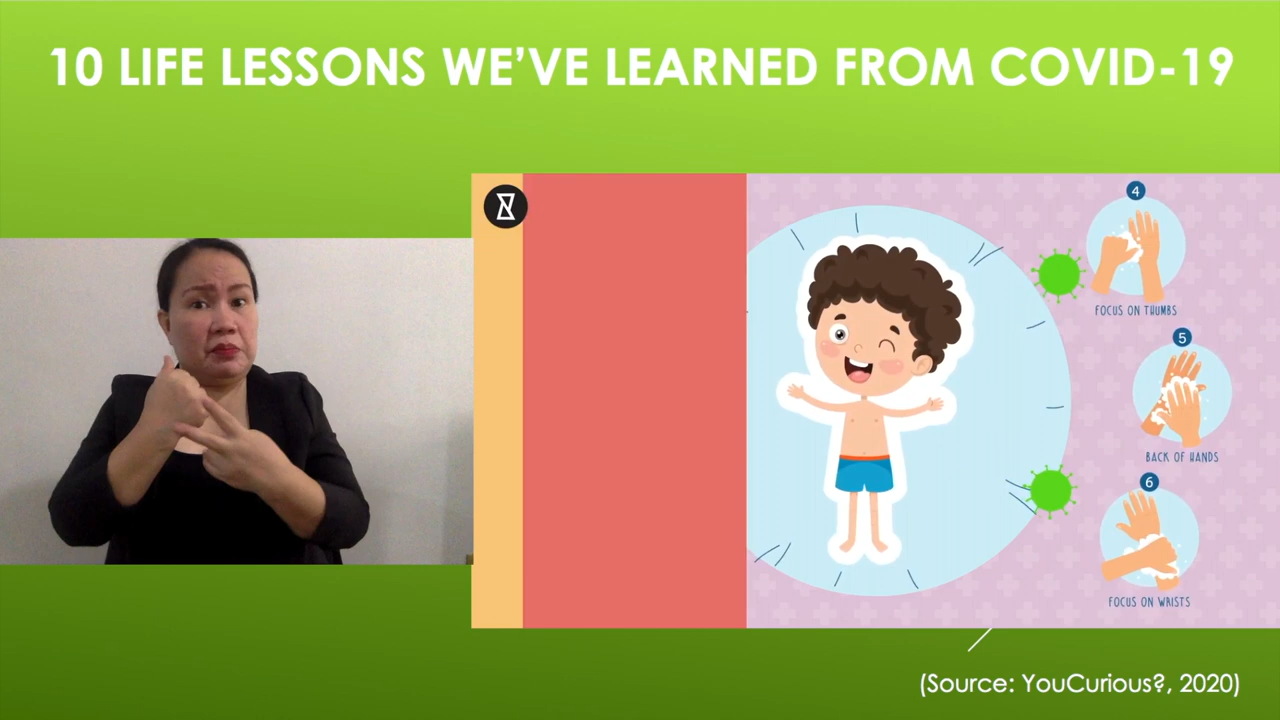 10 LIFE LESSONS WE'VE LEARNED FROM COVID-19
4
FOCUS ON THUMBS
5
BACK OF HANDS
6
FOCUS ON WRISTS
(Source: YouCurious?, 2020)